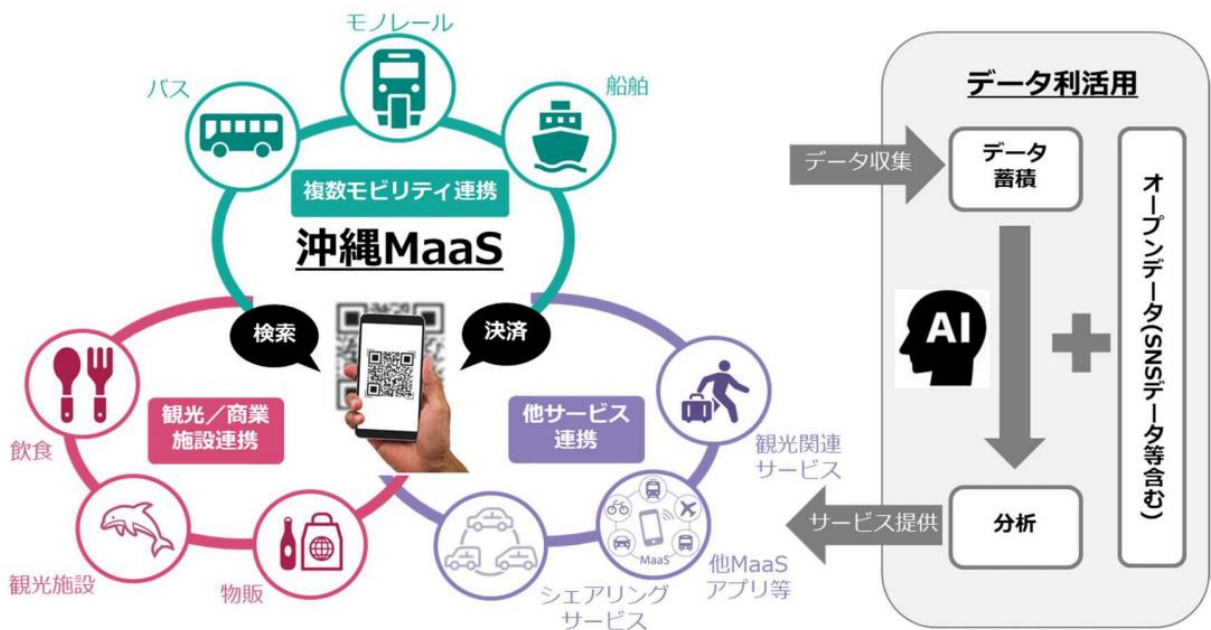 モノレール
バス
船舶
複数モビリティ連携
沖縄MaaS
検索
決済
観光／商業
施設連携
他サービス
連携
飲食
観光施設
物販
観光関連
サービス
MaaS
他MaaS
アプリ等
シェアリング
サービス
データ利活用
データ収集
データ
蓄積
AI
オープンデータ(SNSデータ等含む)
サービス提供
分析